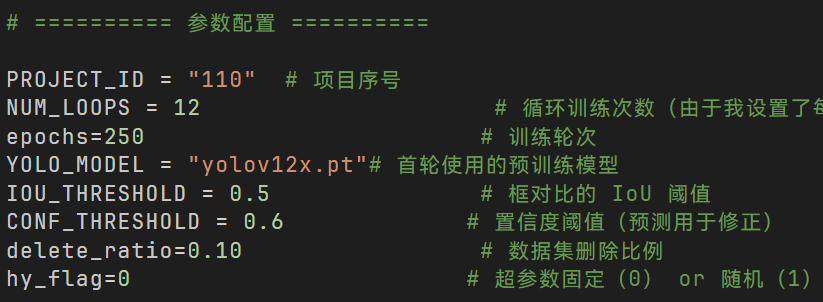 # ========== 参数配置 ==========
PROJECT_ID = "110"  # 项目序号
NUM_LOOPS = 12 # 循环训练次数（由于我设置了每
epochs=250 # 训练轮次
YOLO_MODEL = "yolov12x.pt"# 首轮使用的预训练模型
IOU_THRESHOLD = 0.5 # 框对比的 IoU 阈值
CONF_THRESHOLD = 0.6 # 置信度阈值（预测用于修正）
delete_ratio=0.10 # 数据集删除比例
hy_flag=0 # 超参数固定（0） or 随机（1）